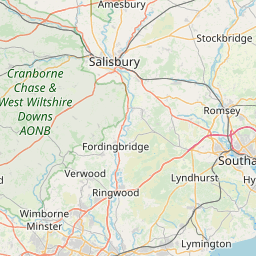 Amesbury
Stockbridge
Salisbury
Cranborne
Chase &
West Wiltshire
Downs
AONB
Romsey
Fordingbridge
Southa
Verwood
Lyndhurst
Hy
Ringwood
Wimborne
Minster
Lymington